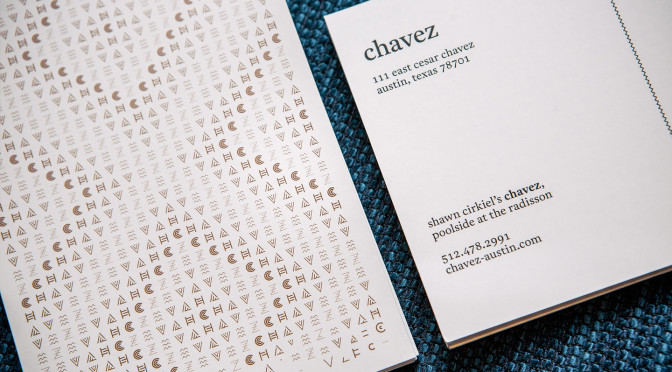 chavez
111 east cesar chavez
austin, texas 78701
shawn cirkiel's chavez,
poolside at the radisson
512.478.2991
chavez-austin.com